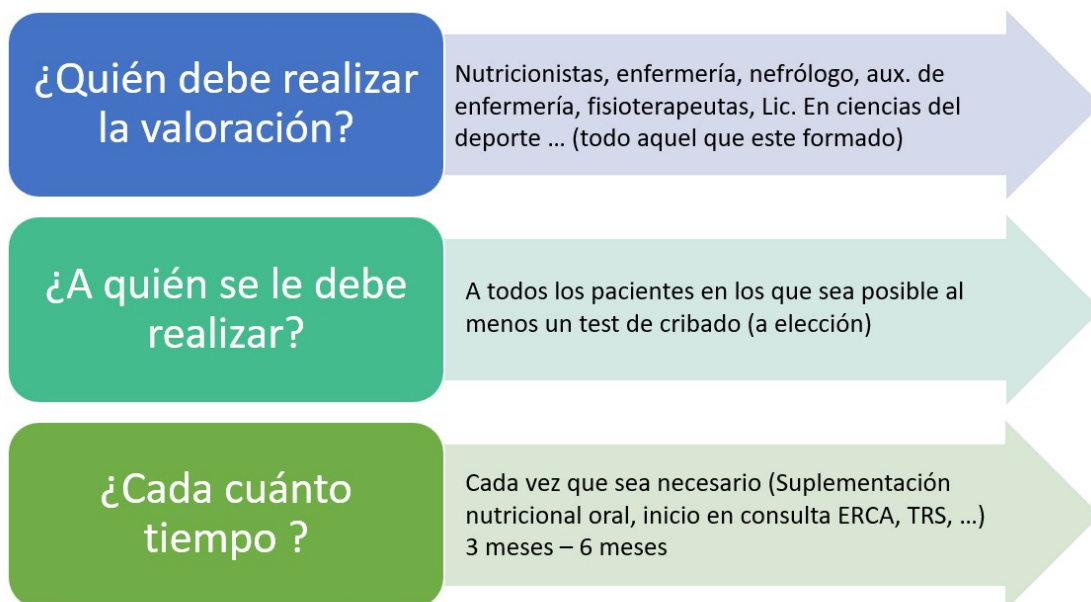 ¿Quién debe realizar
la valoración?
Nutricionistas, enfermería, nefrólogo, aux. de
enfermería, fisioterapeutas, Lic. En ciencias del
deporte ... (todo aquel que este formado)
¿A quién se le debe
realizar?
A todos los pacientes en los que sea posible al
menos un test de cribado (a elección)
¿Cada cuánto
tiempo ?
Cada vez que sea necesario (Suplementación
nutricional oral, inicio en consulta ERCA, TRS, ...)
3 meses – 6 meses